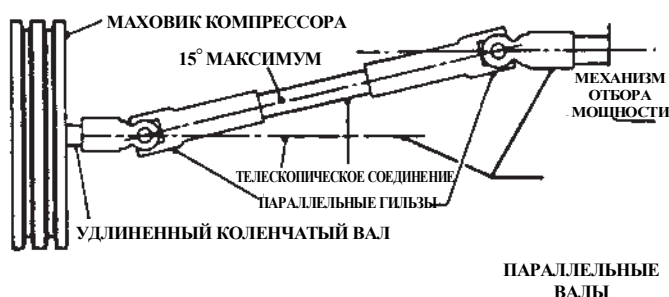 МАХОВИК КОМПРЕССОРА
15° МАКСИМУМ
МЕХАНИЗМ
ОТБОРА
МОЩНОСТИ
ТЕЛЕСКОПИЧЕСКОЕ СОЕДИНЕНИЕ
ПАРАЛЛЕЛЬНЫЕ ГИЛЬЗЫ
УДЛИНЕННЫЙ КОЛЕНЧАТЫЙ ВАЛ
ПАРАЛЛЕЛЬНЫЕ
ВАЛЫ